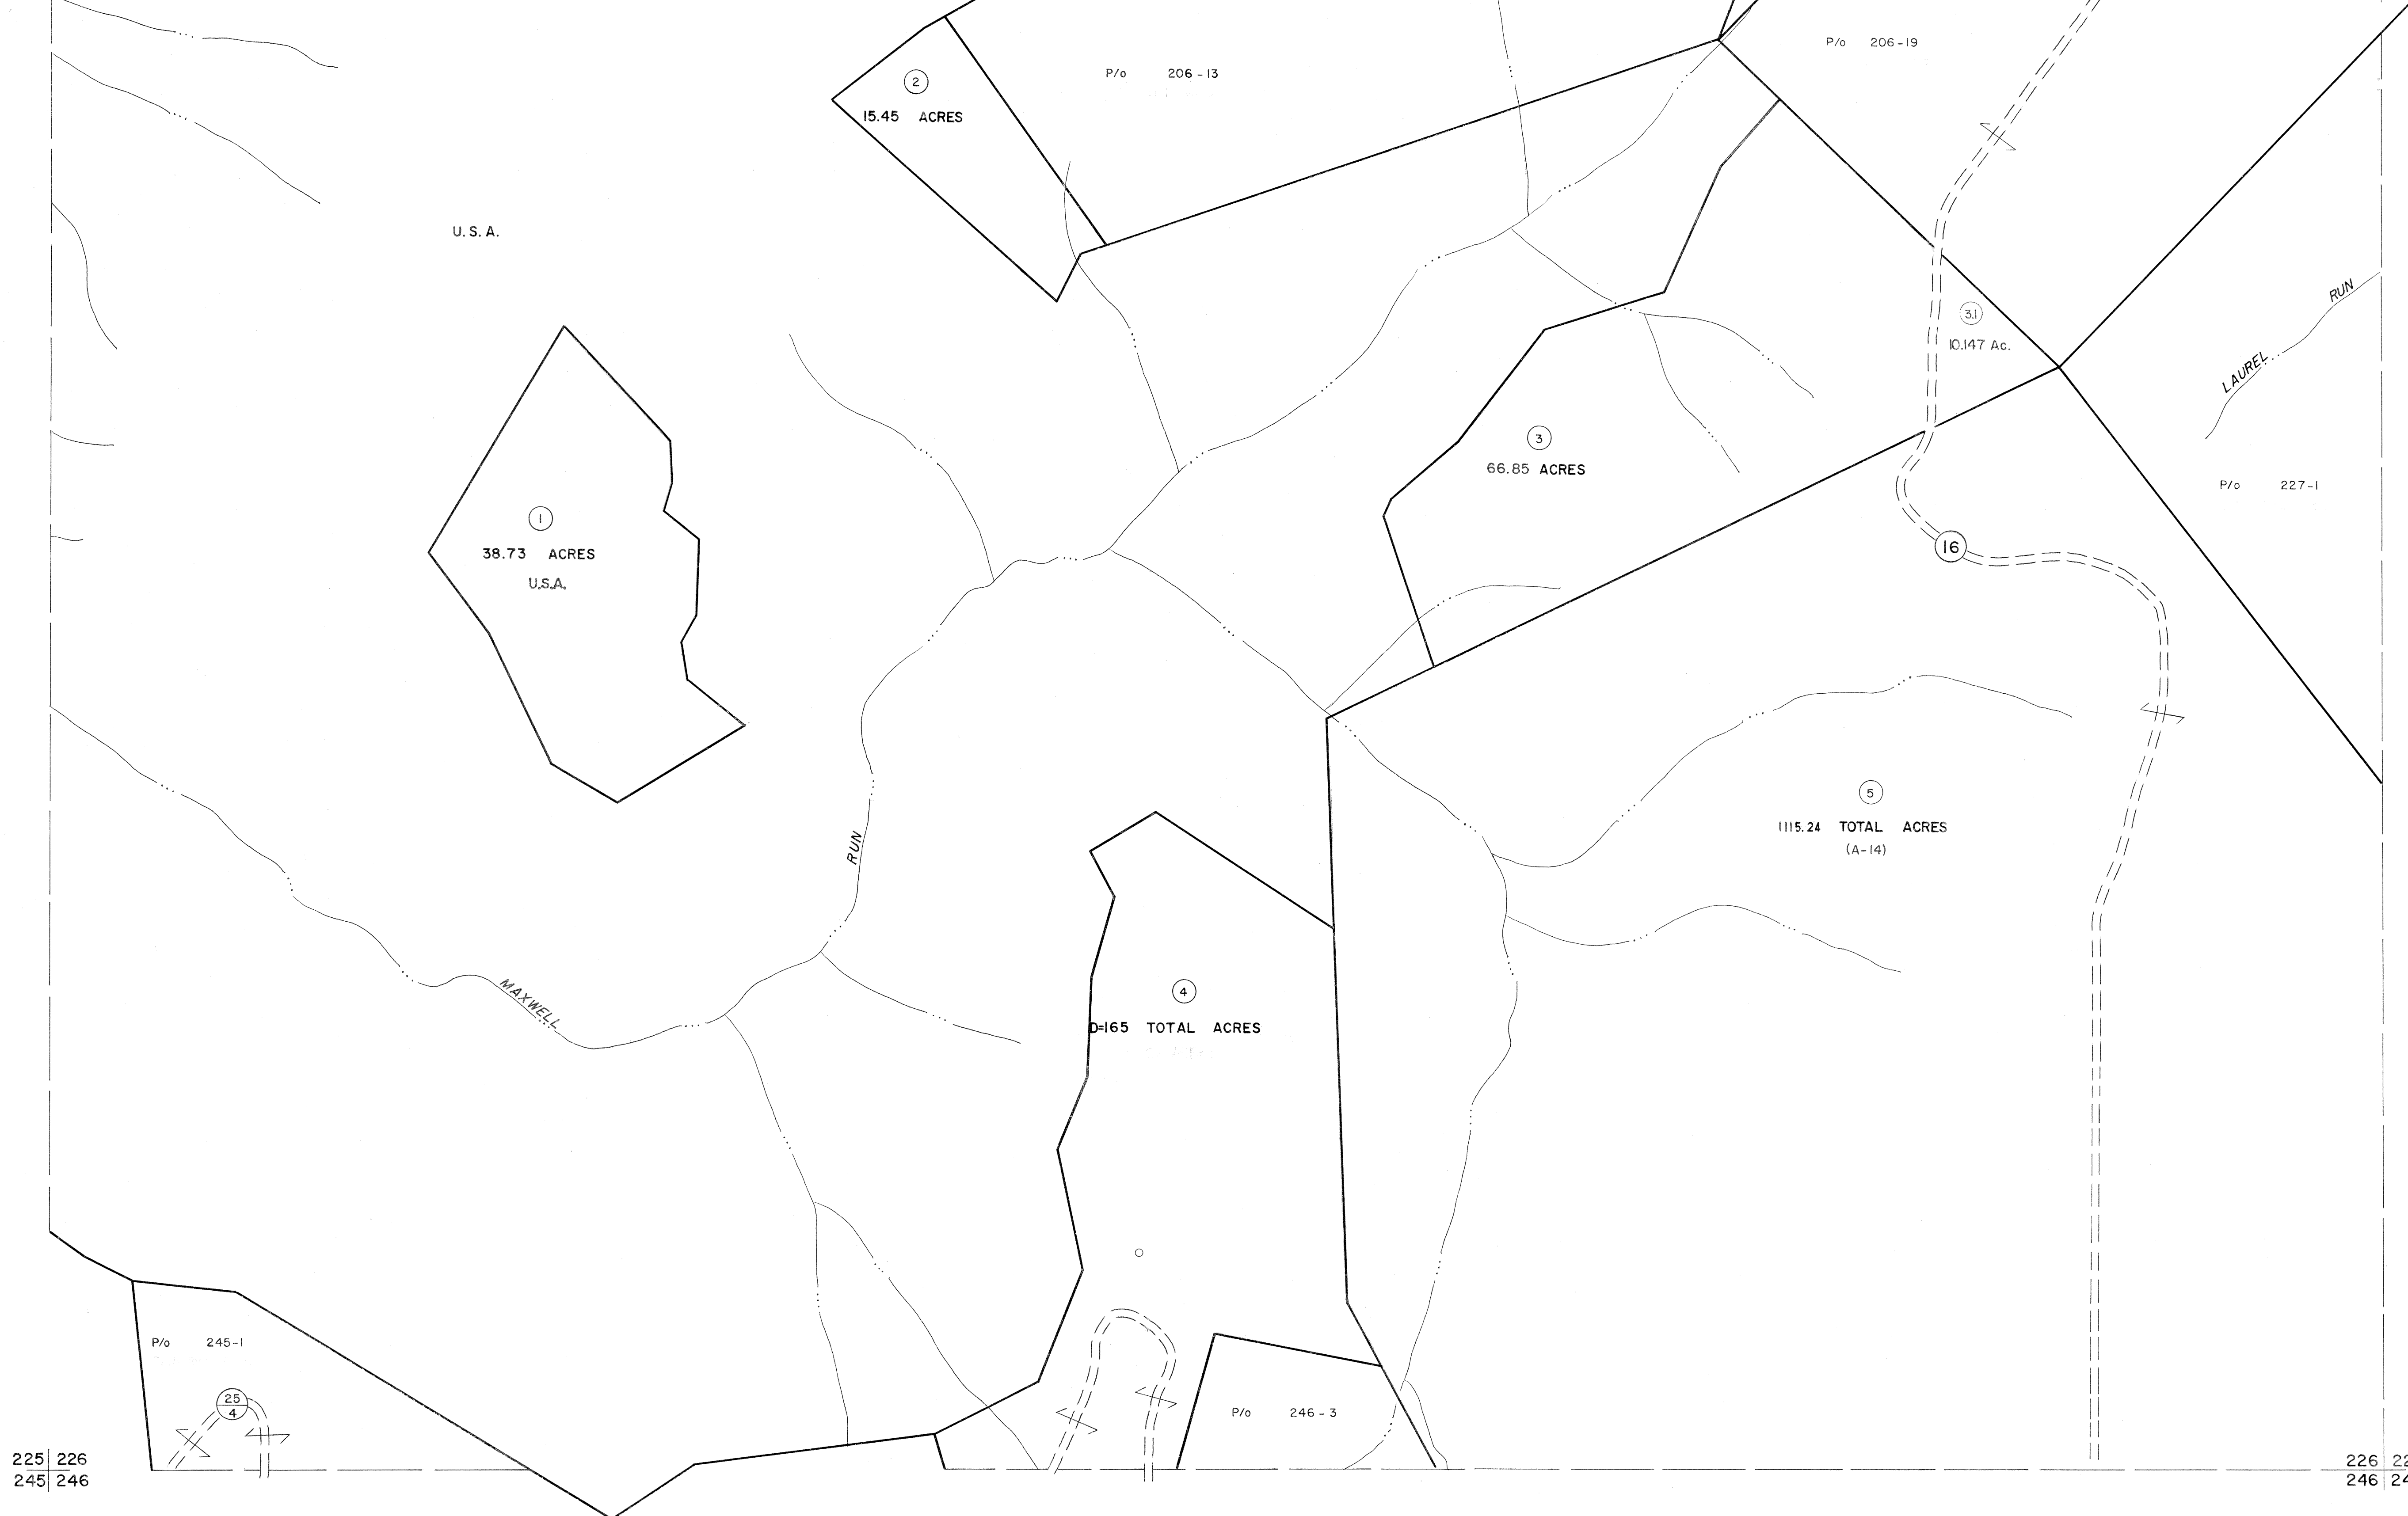 P/o 206-19
P/o 206-13
2
15.45 ACRES
U.S.A.
RUN
LAUREL
3.1
10.147 Ac.
3
66.85 ACRES
P/o 227-1
1
38.73 ACRES
U.S.A.
16
5
1115.24 TOTAL ACRES
(A-14)
RUN
MAXWELL
4
D=165 TOTAL ACRES
P/o 245-1
25
4
P/o 246-3
225 226
245 246
226 22
246 24